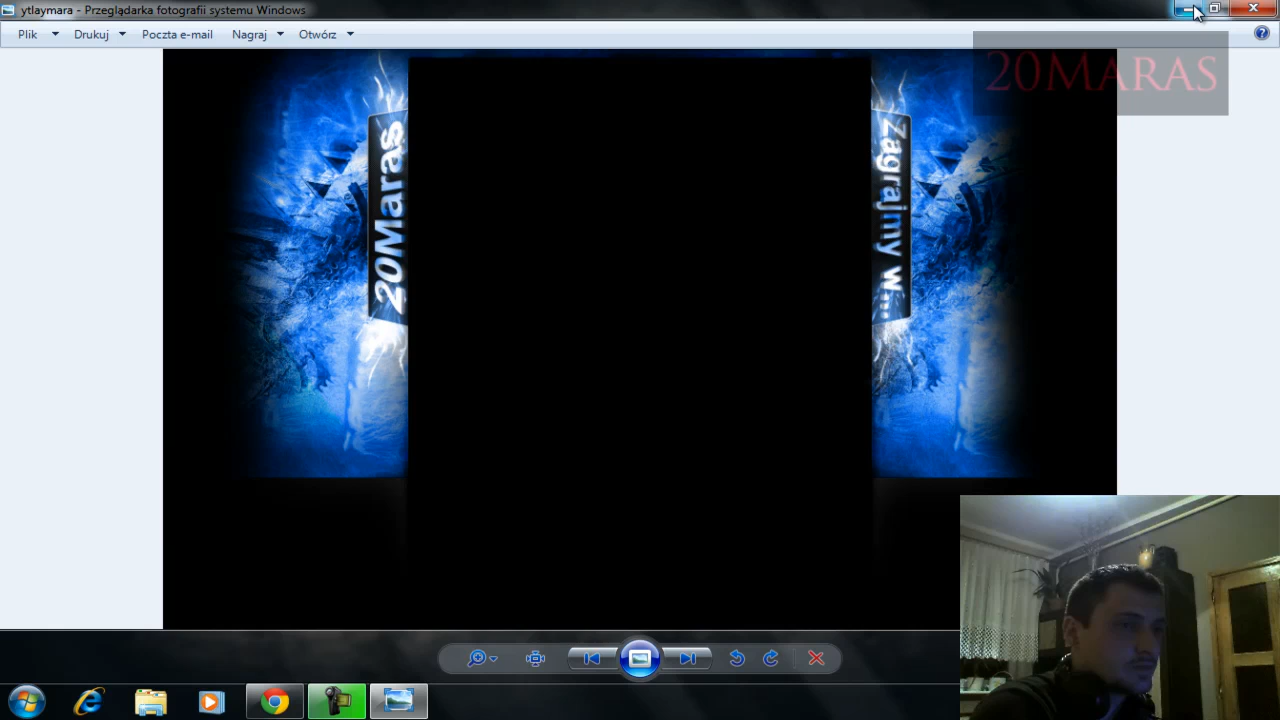 ytlaymara - Przeglądarka fotografii systemu Windows
Plik Drukuj Poczta e-mail Nagraj Otwórz
20MARAS
20Maras
Zagrajmy w...